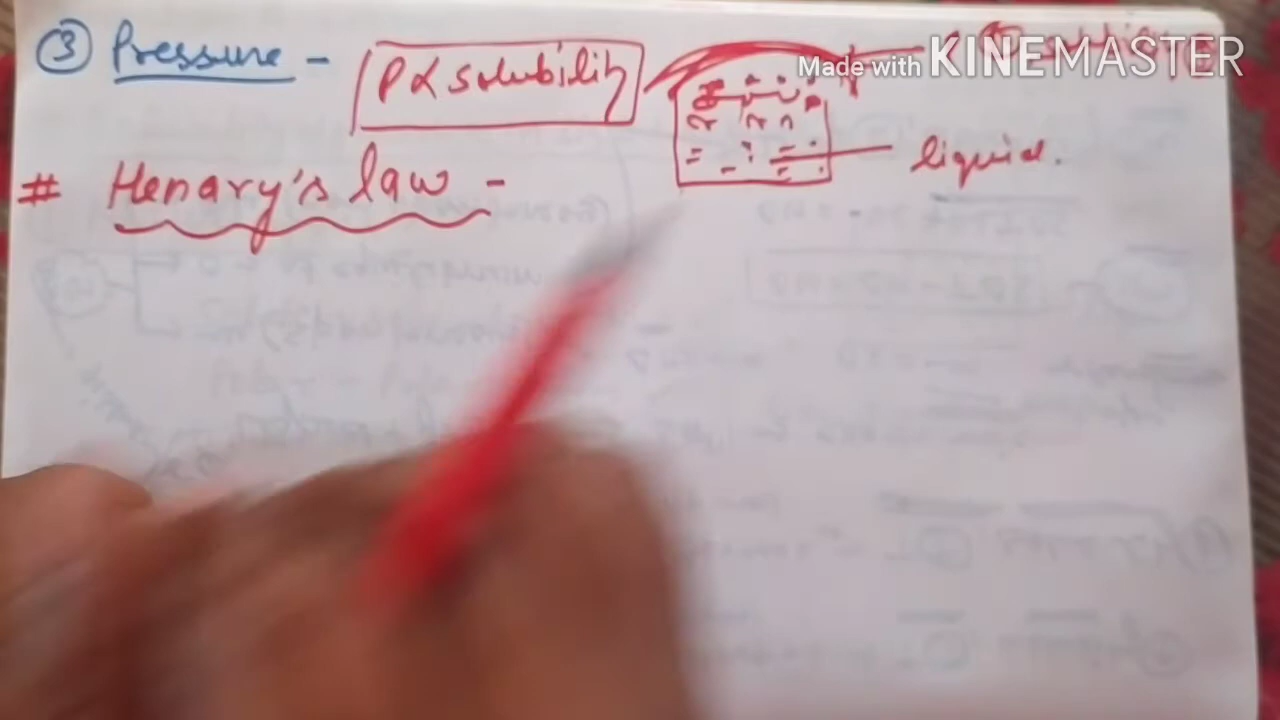 ③ Pressure -
P α solubility
Made with KINEMASTER
# Henary's law -
liquid.